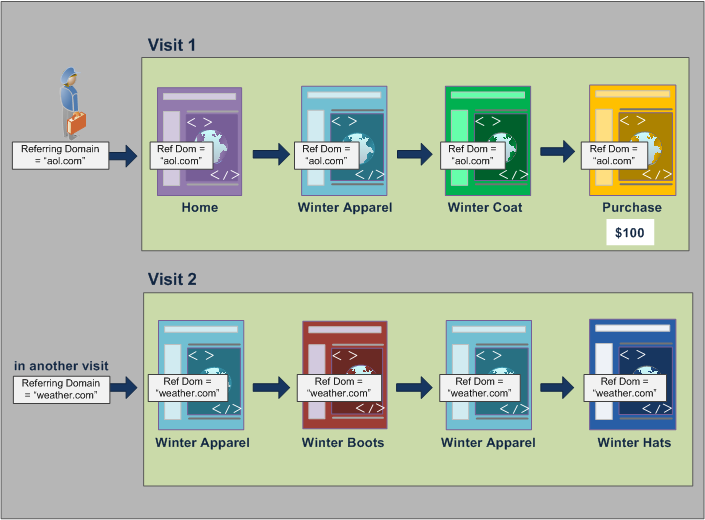 Visit 1
Referring Domain
= "aol.com"
< >
Ref Dom =
"aol.com"
</>
Home
< >
Ref Dom =
"aol.com"
</>
Winter Apparel
< >
Ref Dom =
"aol.com"
</>
Winter Coat
< >
Ref Dom =
"aol.com"
</>
Purchase
$100
Visit 2
in another visit
Referring Domain
= "weather.com"
< >
Ref Dom =
"weather.com"
</>
Winter Apparel
< >
Ref Dom =
"weather.com"
</>
Winter Boots
< >
Ref Dom =
"weather.com"
</>
Winter Apparel
< >
Ref Dom =
"weather.com"
</>
Winter Hats